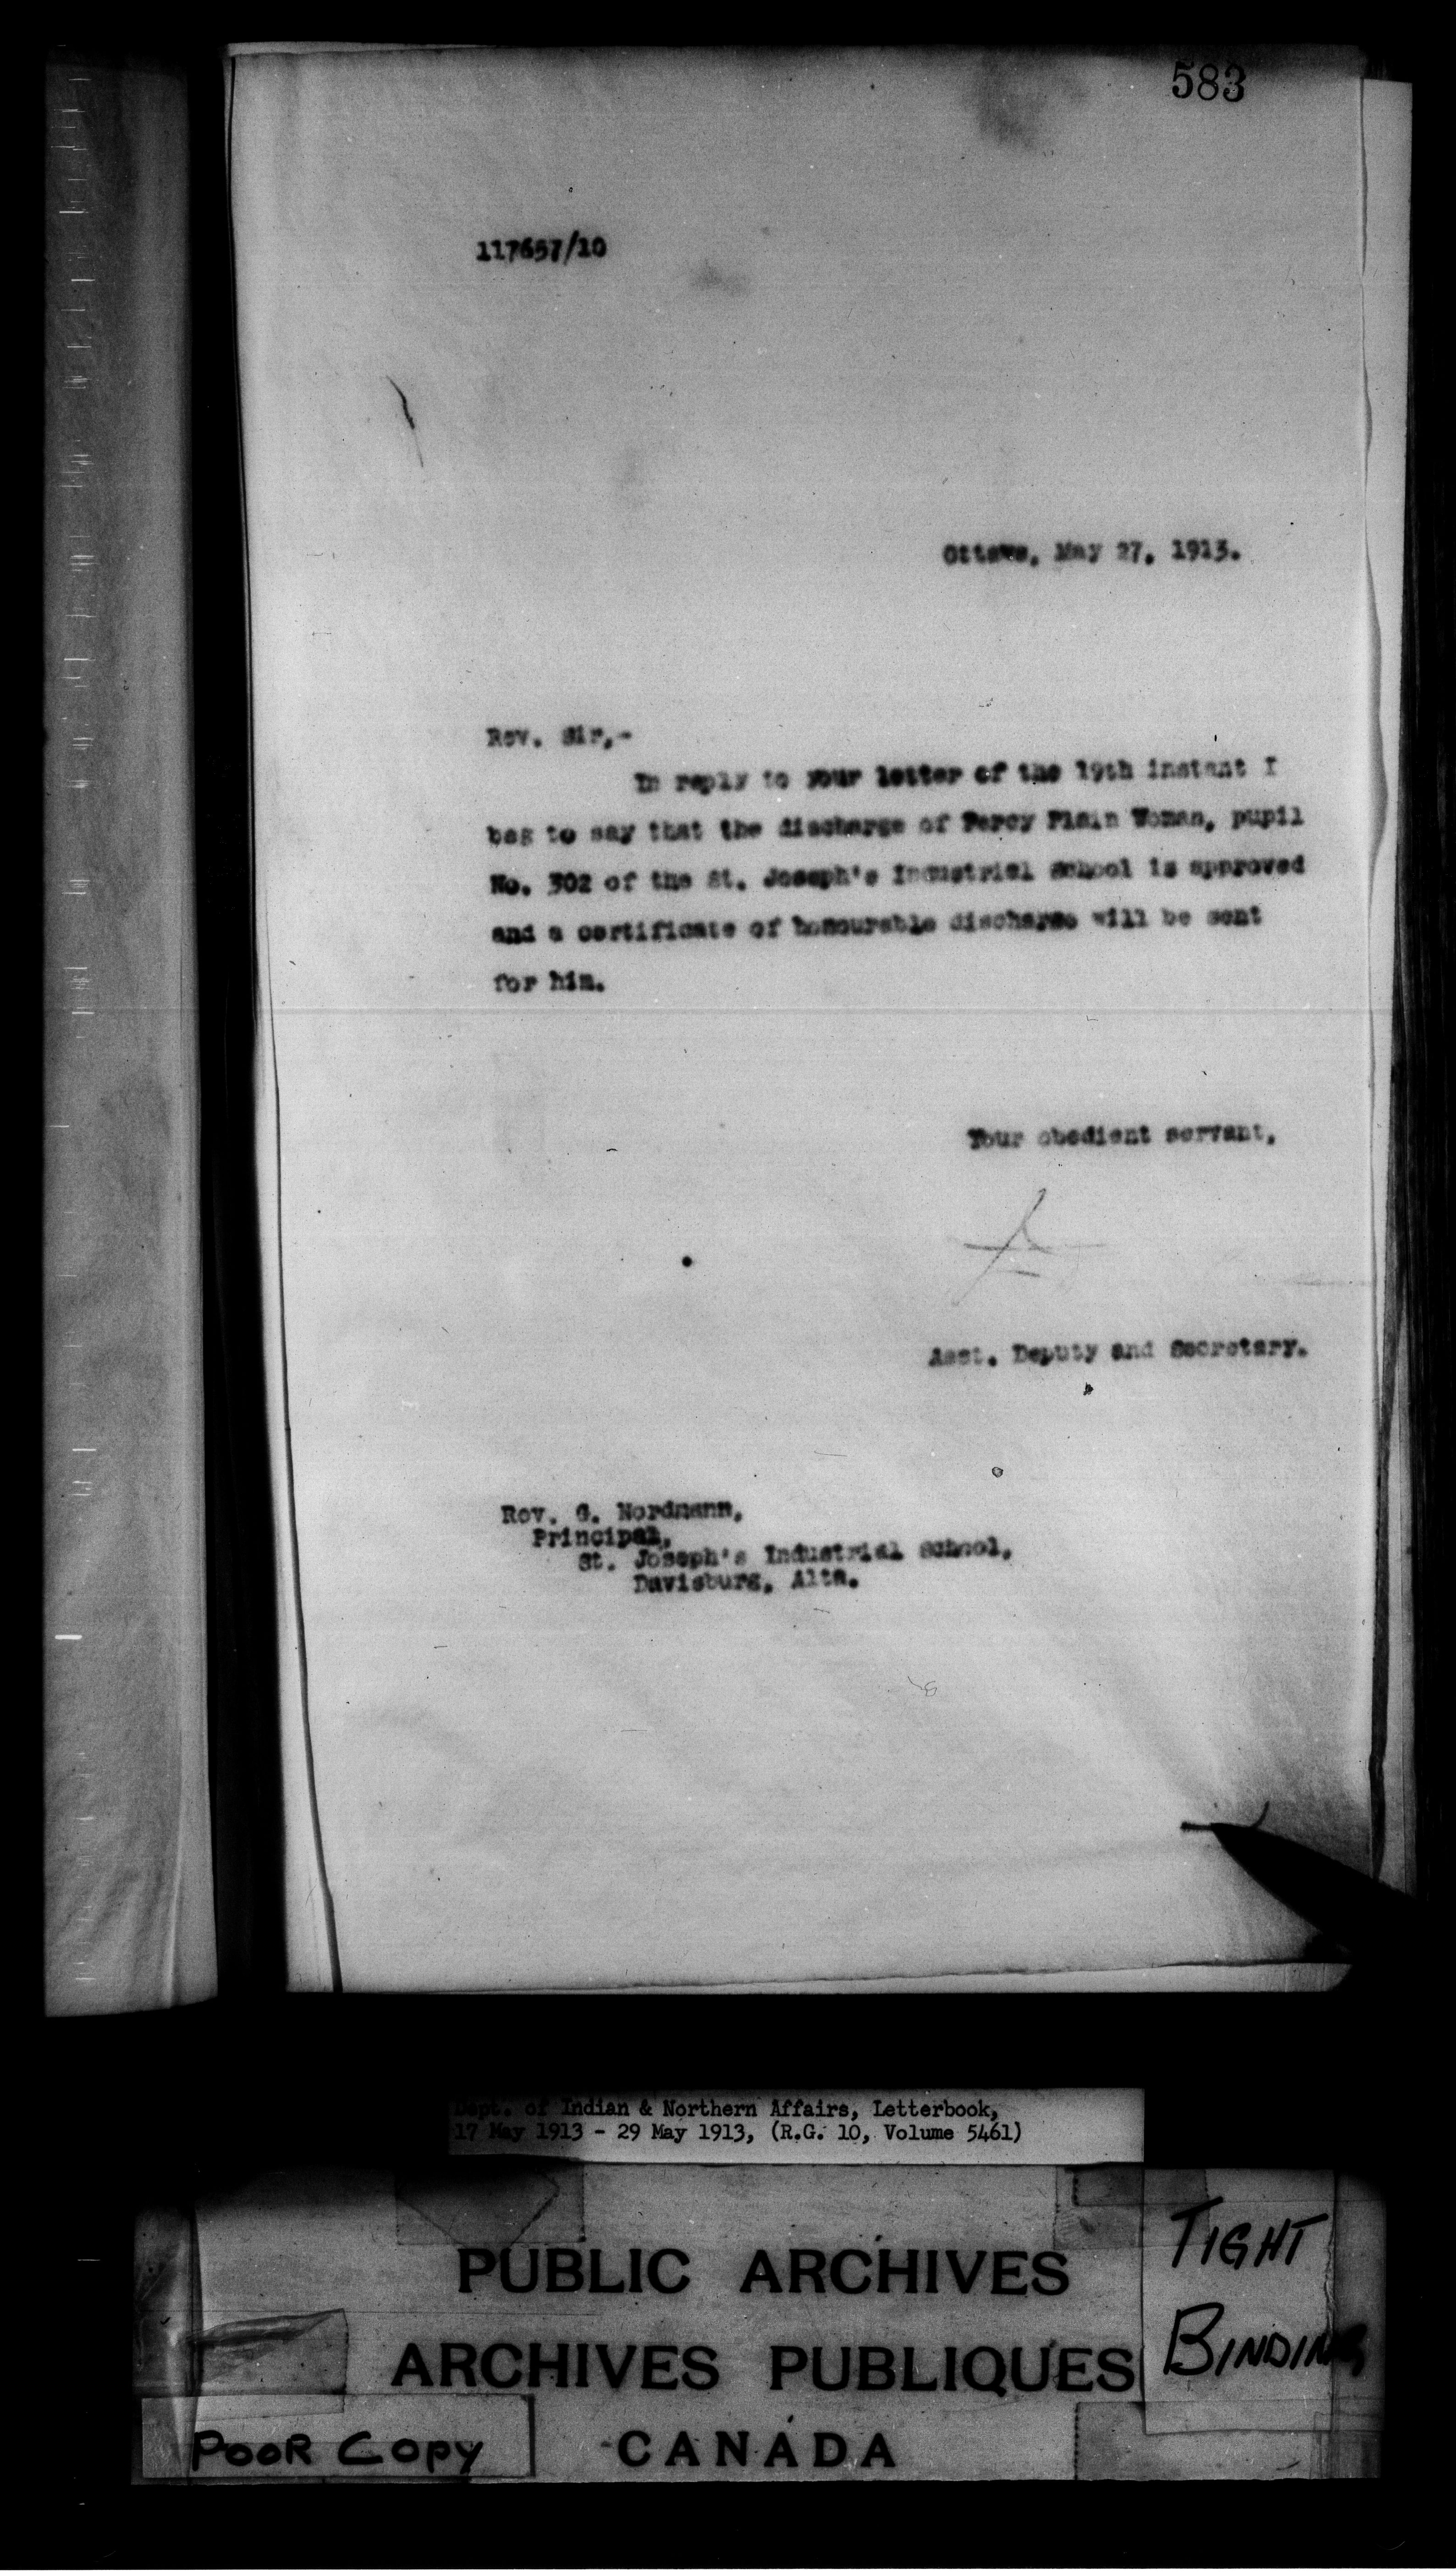 583
117657/10
Ottawa, May 27, 1913.
Rev. Sir,-
In reply to your letter of the 19th instant I
beg to say that the discharge of Percy Plain Woman, pupil
No. 302 of the St. Joseph's Industrial School is approved
and a certificate of honourable discharge will be sent
for him.
Your obedient servant,
Asst. Deputy and Secretary.
Rev. G. Nordmann,
Principal,
St. Joseph's Industrial School,
Davisburg, Alta.
Dept. of Indian & Northern Affairs, Letterbook,
17 May 1913 - 29 May 1913, (R.G. 10, Volume 5461)
PUBLIC ARCHIVES
ARCHIVES PUBLIQUES
CANADA
TIGHT
BINDING
POOR COPY